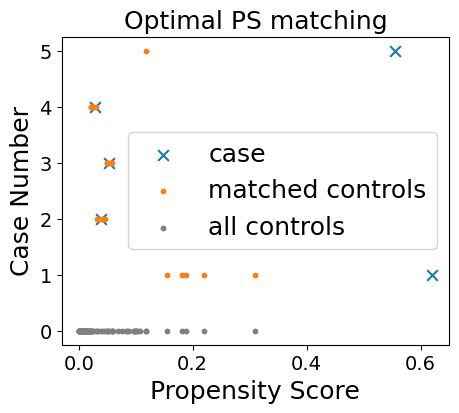 Optimal PS matching
Case Number
5
4
3
2
1
0
case
matched controls
all controls
0.0 0.2 0.4 0.6
Propensity Score